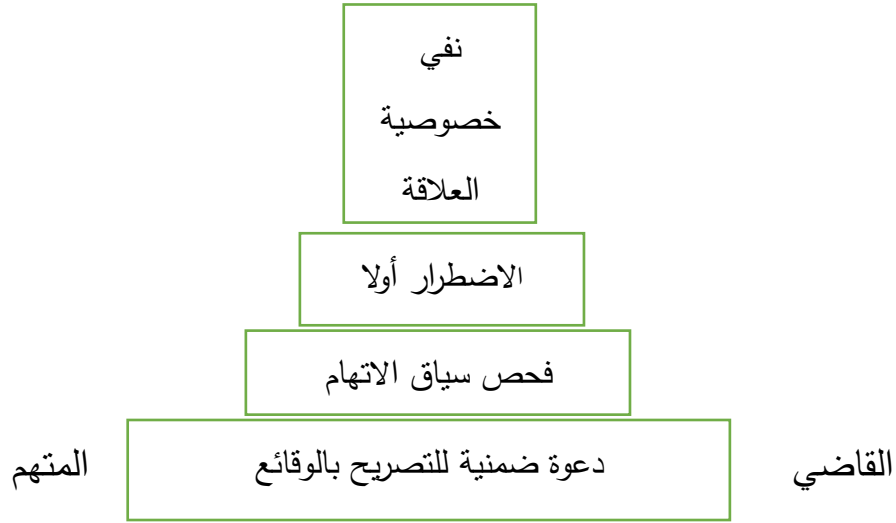 نفي
خصوصية
العلاقة
الاضطرار أولا
فحص سياق الاتهام
القاضي
دعوة ضمنية للتصريح بالوقائع
المتهم